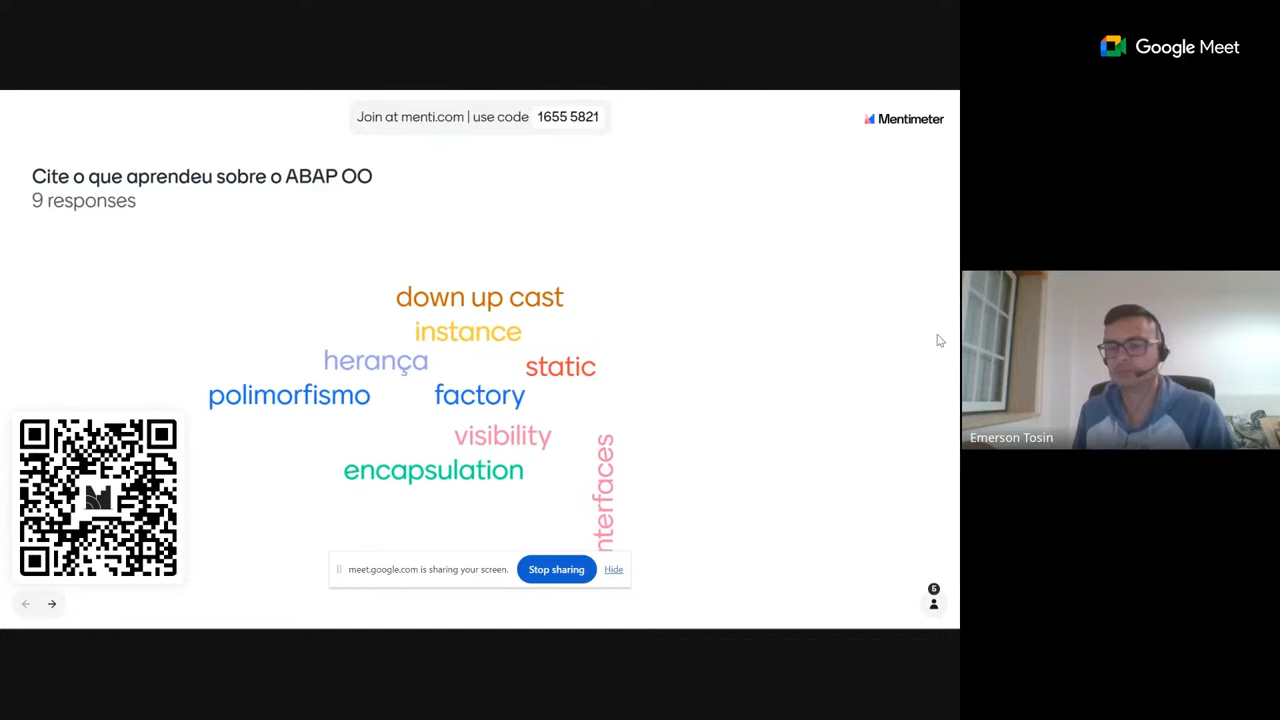 Google Meet
Join at menti.com | use code 1655 5821
Mentimeter
Cite o que aprendeu sobre o ABAP OO
9 responses
down up cast
instance
herança
static
polimorfismo
factory
visibility
encapsulation
nterfaces
Emerson Tosin
meet.google.com is sharing your screen.
Stop sharing
Hide
5